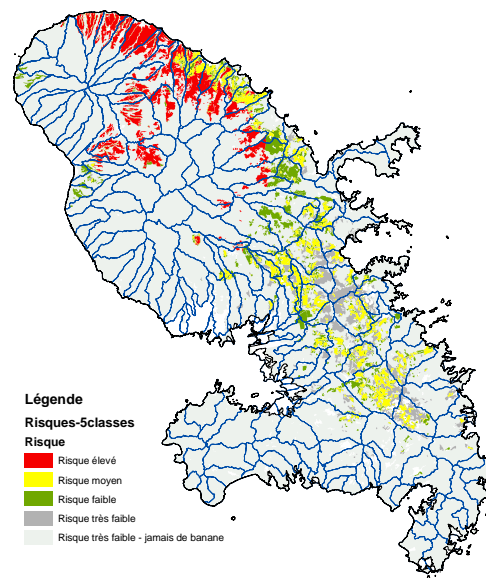 Légende
Risques-5classes
Risque
Risque élevé
Risque moyen
Risque faible
Risque très faible
Risque très faible - jamais de banane